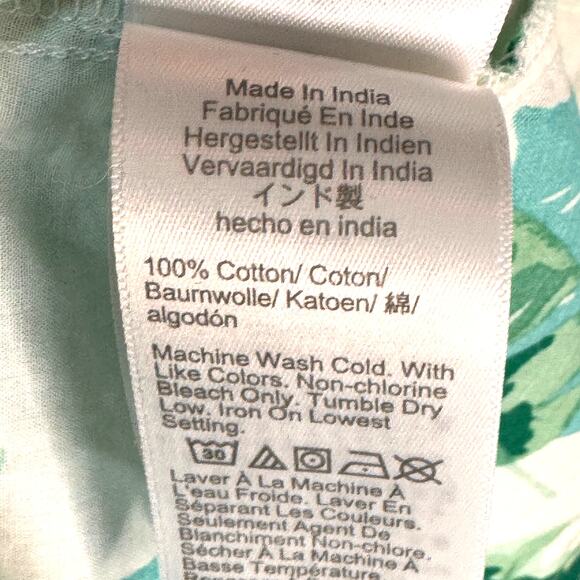 Made In India
Fabriqué En Inde
Hergestellt In Indien
Vervaardigd In India
インド製
hecho en india
100% Cotton/ Coton/
Baumwolle/ Katoen/ 綿/
algodón
Machine Wash Cold. With
Like Colors. Non-chlorine
Bleach Only. Tumble Dry
Low. Iron On Lowest
Setting.
30
Laver À La Machine À
L'eau Froide. Laver En
Séparant Les Couleurs.
Seulement Agent De
Blanchiment Non-chlore.
Sécher À La Machine À
Basse Température